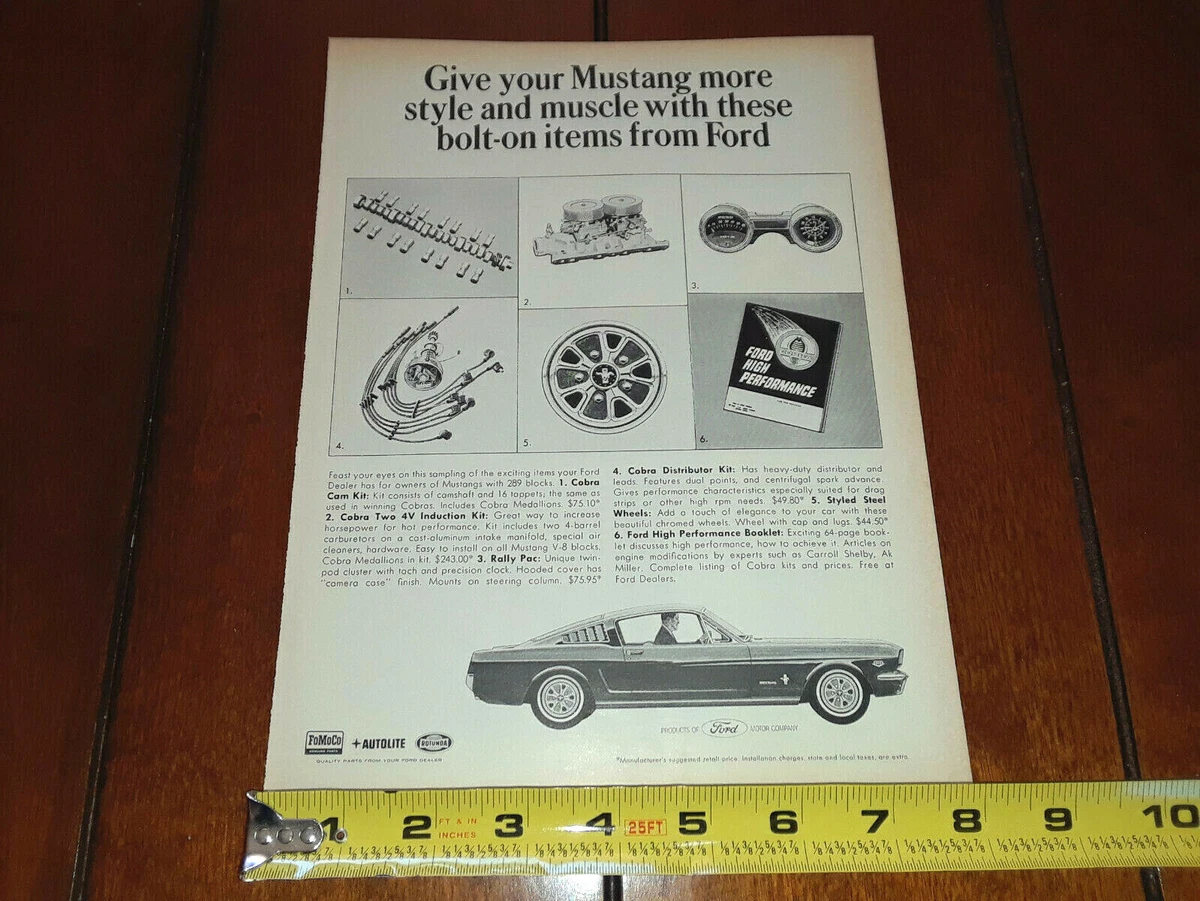 Give your Mustang more
style and muscle with these
bolt-on items from Ford
1.
2.
3.
4.
5.
6.
FORD
HIGH
PERFORMANCE
Feast your eyes on this sampling of the exciting items your Ford
Dealer has for owners of Mustangs with 289 blocks. 1. Cobra
Cam Kit: Kit consists of camshaft and 16 tappets, the same as
used in winning Cobras. Includes Cobra Medallions. $75.10*
2. Cobra Two 4V Induction Kit: Great way to increase
horsepower for hot performance. Kit includes two 4-barrel
carburetors on a cast-aluminum intake manifold, special air
cleaners, hardware. Easy to install on all Mustang V-8 blocks.
Cobra Medallions in kit. $243.00* 3. Rally Pac: Unique twin-
pod cluster with tach and precision clock. Hooded cover has
"camera case" finish. Mounts on steering column. $75.95*
4. Cobra Distributor Kit: Has heavy-duty distributor and
leads. Features dual points, and centrifugal spark advance.
Gives performance characteristics especially suited for drag
strips or other high rpm needs. $49.80* 5. Styled Steel
Wheels: Add a touch of elegance to your car with these
beautiful chromed wheels. Wheel with cap and lugs. $44.50*
6. Ford High Performance Booklet: Exciting 64-page book-
let discusses high performance, how to achieve it. Articles on
engine modifications by experts such as Carroll Shelby, Ak
Miller. Complete listing of Cobra kits and prices. Free at
Ford Dealers.
PRODUCTS OF Ford MOTOR COMPANY
FoMoCo
AUTOLITE
ROTUNDA
QUALITY PARTS FROM YOUR FORD DEALER
*Manufacturer's suggested retail price. Installation charges, state and local taxes, are extra.
1 2 FT & IN 3 4 25FT 5 6 7 8 9 10
INCHES